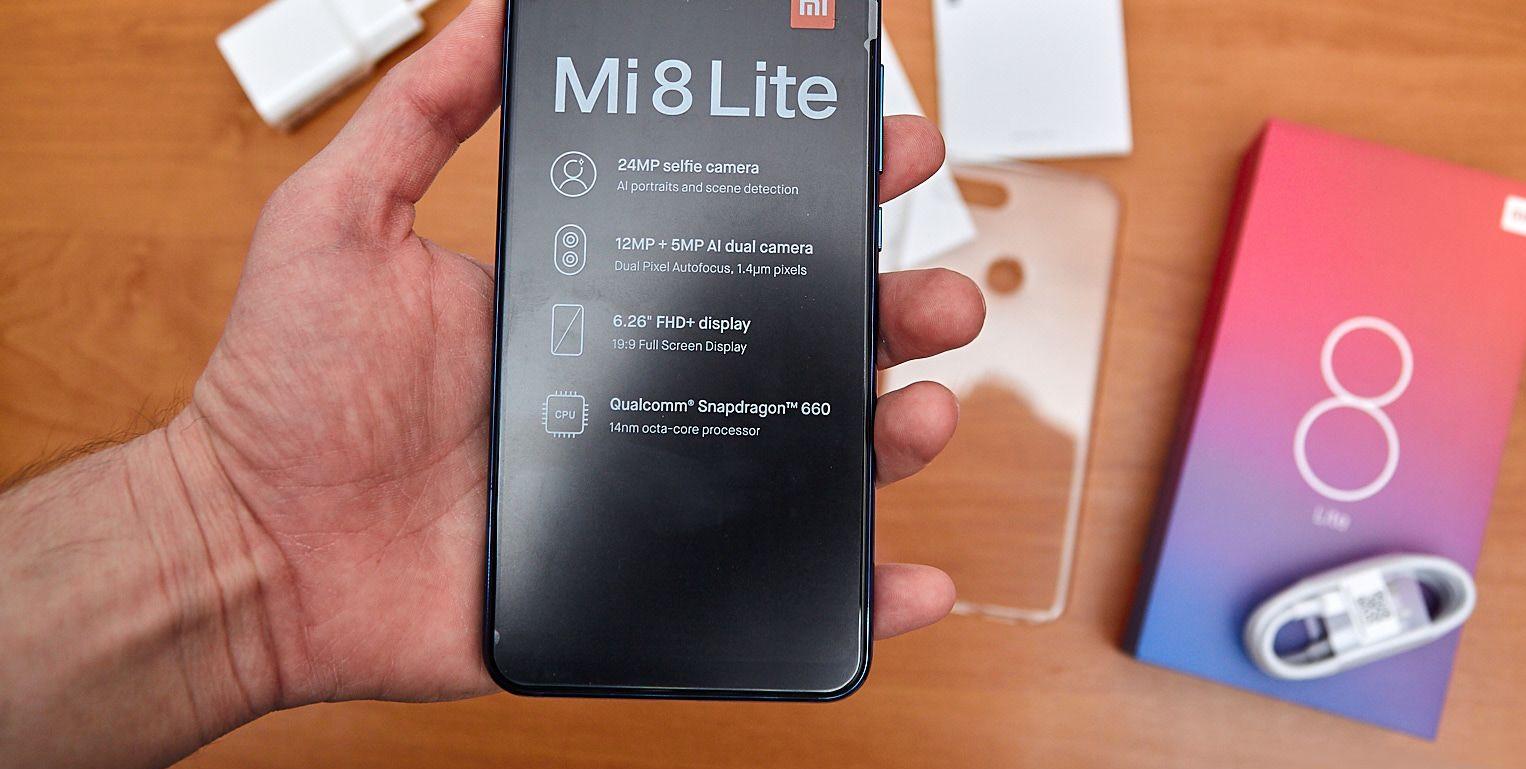 mi
Mi 8 Lite
24MP selfie camera
AI portraits and scene detection
12MP + 5MP AI dual camera
Dual Pixel Autofocus, 1.4µm pixels
6.26" FHD+ display
19:9 Full Screen Display
CPU
Qualcomm® Snapdragon™ 660
14nm octa-core processor
8
Lite